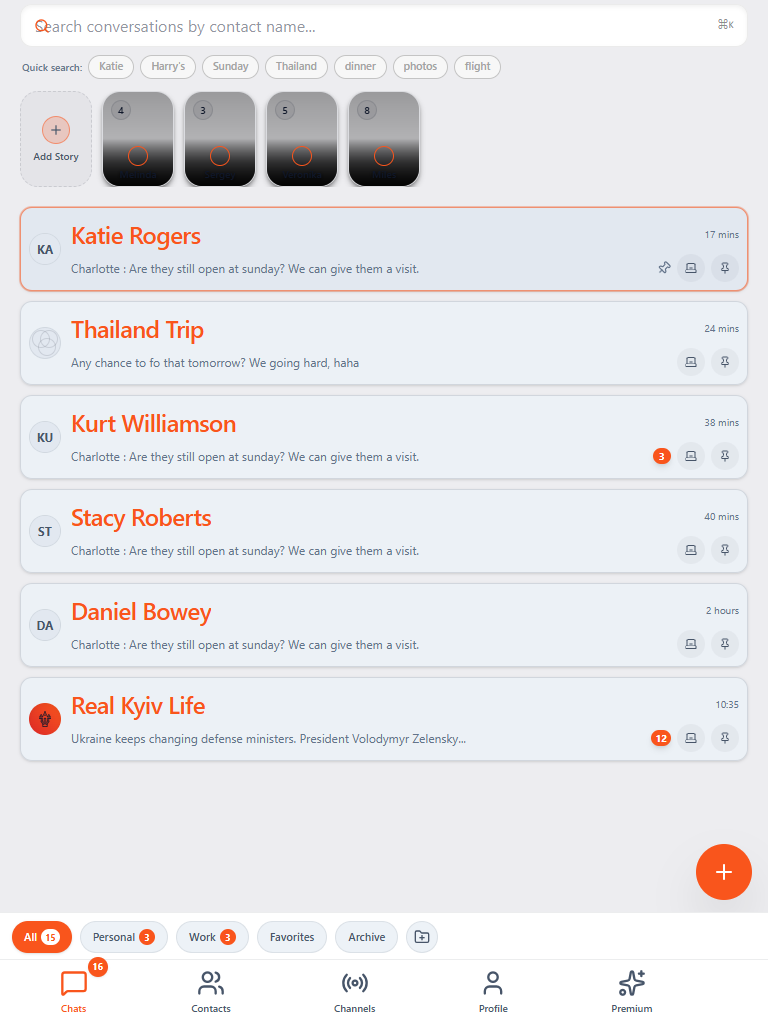 Search conversations by contact name...
⌘K
Quick search: Katie Harry's Sunday Thailand dinner photos flight
4 3 5 8
Add Story
KA
Katie Rogers
17 mins
Charlotte : Are they still open at sunday? We can give them a visit.
Thailand Trip
24 mins
Any chance to fo that tomorrow? We going hard, haha
KU
Kurt Williamson
38 mins
Charlotte : Are they still open at sunday? We can give them a visit.
3
ST
Stacy Roberts
40 mins
Charlotte : Are they still open at sunday? We can give them a visit.
DA
Daniel Bowey
2 hours
Charlotte : Are they still open at sunday? We can give them a visit.
Real Kyiv Life
10:35
Ukraine keeps changing defense ministers. President Volodymyr Zelensky...
12
All 15 Personal 3 Work 3 Favorites Archive
16
Chats Contacts Channels Profile Premium